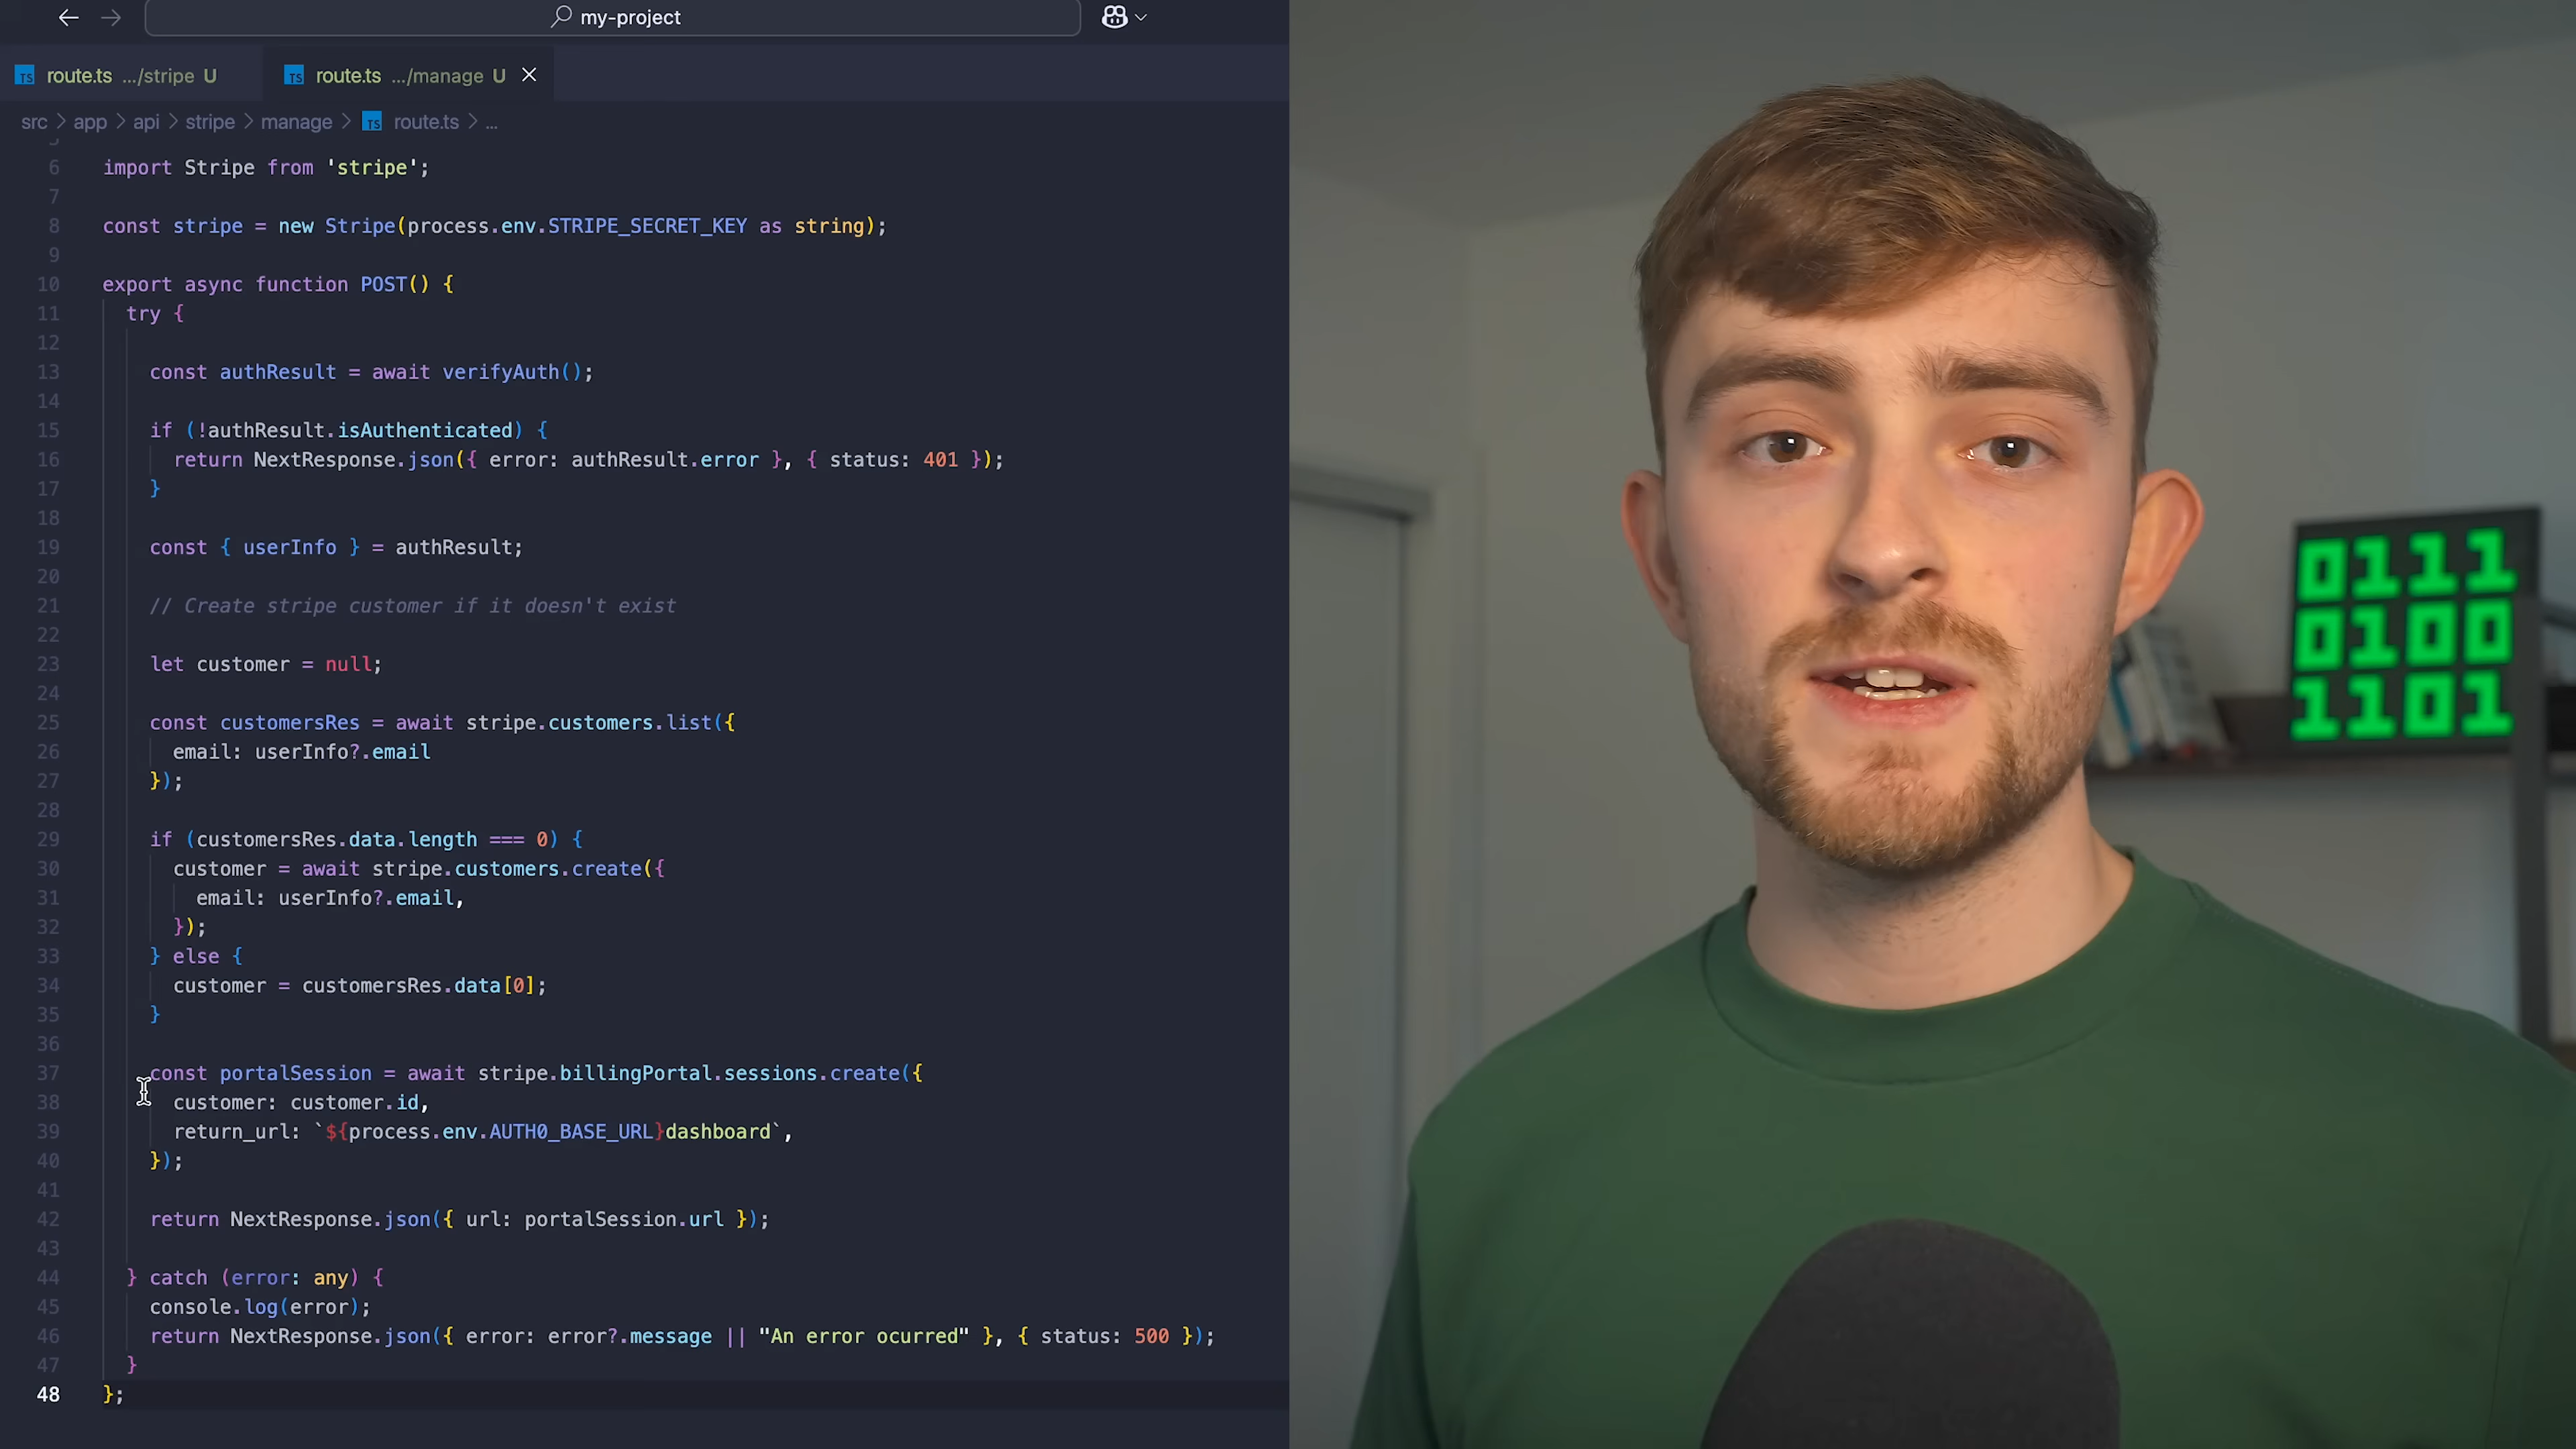 my-project
route.ts .../stripe U
route.ts .../manage U
src > app > api > stripe > manage > TS route.ts > ...
5
6 import Stripe from 'stripe';
7
8 const stripe = new Stripe(process.env.STRIPE_SECRET_KEY as string);
9
10 export async function POST() {
11 try {
12
13 const authResult = await verifyAuth();
14
15 if (!authResult.isAuthenticated) {
16 return NextResponse.json({ error: authResult.error }, { status: 401 });
17 }
18
19 const { userInfo } = authResult;
20
21 // Create stripe customer if it doesn't exist
22
23 let customer = null;
24
25 const customersRes = await stripe.customers.list({
26 email: userInfo?.email
27 });
28
29 if (customersRes.data.length === 0) {
30 customer = await stripe.customers.create({
31 email: userInfo?.email,
32 });
33 } else {
34 customer = customersRes.data[0];
35 }
36
37 const portalSession = await stripe.billingPortal.sessions.create({
38 customer: customer.id,
39 return_url: `${process.env.AUTH0_BASE_URL}dashboard`,
40 });
41
42 return NextResponse.json({ url: portalSession.url });
43
44 } catch (error: any) {
45 console.log(error);
46 return NextResponse.json({ error: error?.message || "An error ocurred" }, { status: 500 });
47 }
48 };
0111
0100
1101